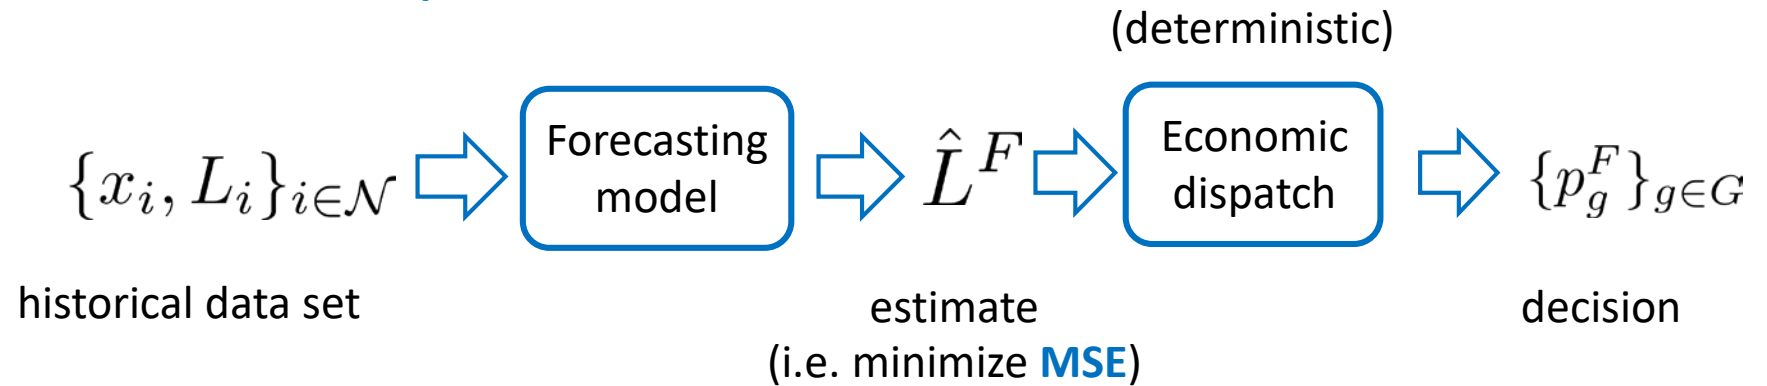 (deterministic)
{x_i, L_i}_{i∈𝒩}
Forecasting
model
L̂^F
Economic
dispatch
{p_g^F}_{g∈G}
historical data set
estimate
(i.e. minimize MSE)
decision